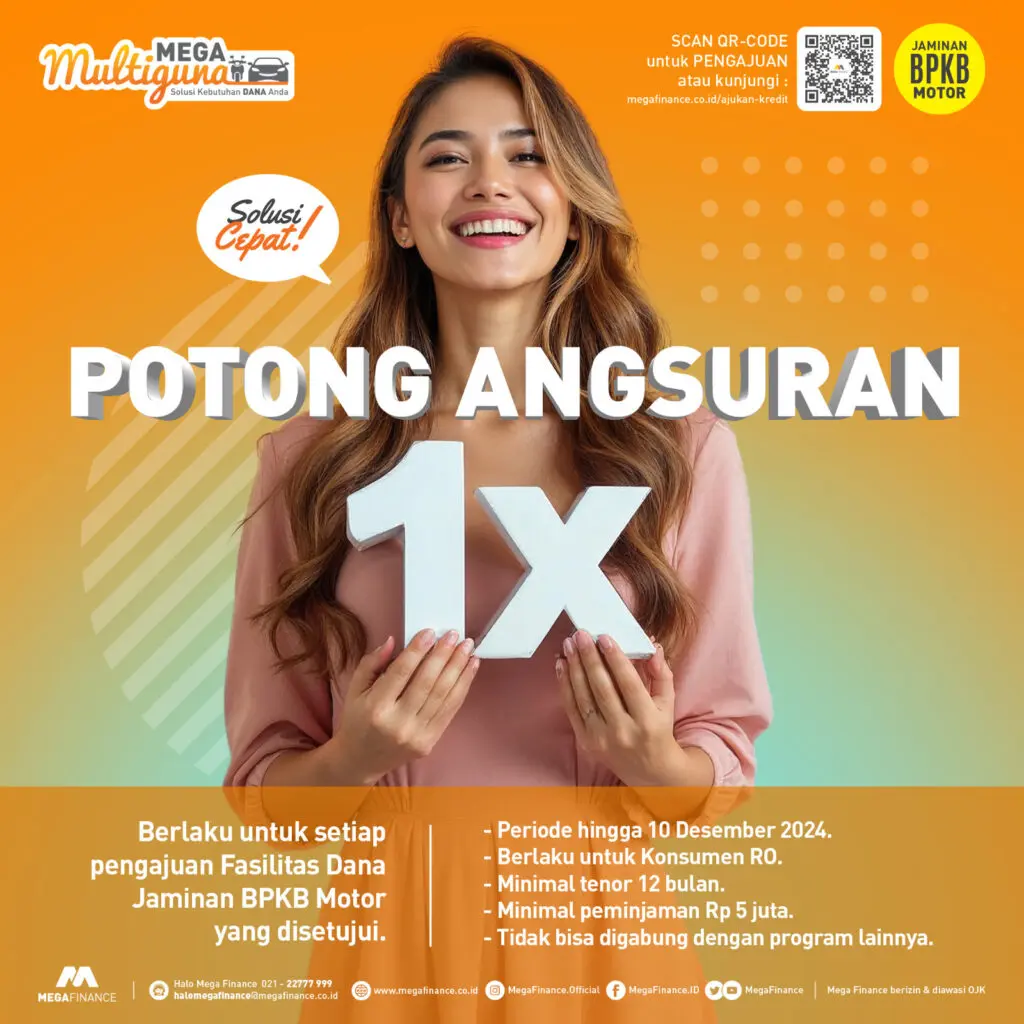 MEGA
Multiguna
Solusi Kebutuhan DANA Anda
SCAN QR-CODE
untuk PENGAJUAN
atau kunjungi :
megafinance.co.id/ajukan-kredit
JAMINAN
BPKB
MOTOR
Solusi
Cepat!
POTONG ANGSURAN
1x
Berlaku untuk setiap
pengajuan Fasilitas Dana
Jaminan BPKB Motor
yang disetujui.
- Periode hingga 10 Desember 2024.
- Berlaku untuk Konsumen RO.
- Minimal tenor 12 bulan.
- Minimal peminjaman Rp 5 juta.
- Tidak bisa digabung dengan program lainnya.
MEGAFINANCE
Halo Mega Finance 021 - 22777 999
halomegafinance@megafinance.co.id
www.megafinance.co.id
MegaFinance.Official
MegaFinance.ID
MegaFinance
Mega Finance berizin & diawasi OJK